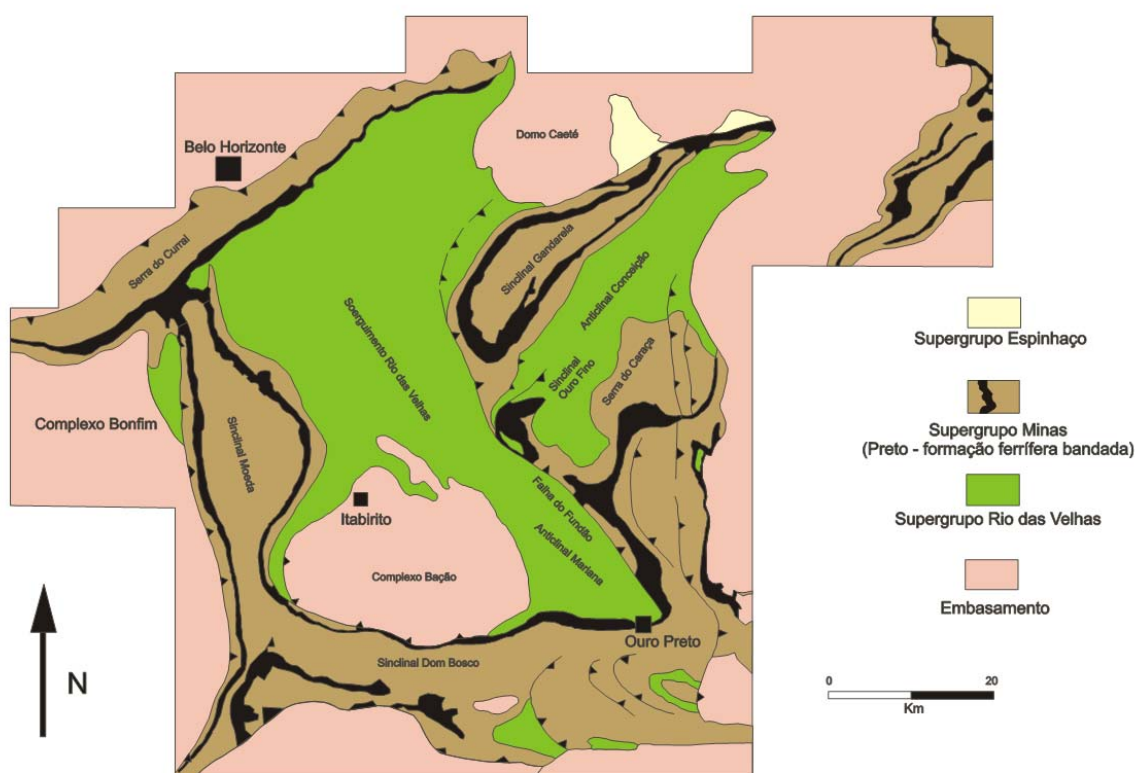 Belo Horizonte
Domo Caeté
Serra do Curral
Sinclinal Gandarela
Anticlinal Conceição
Soerguimento Rio das Velhas
Sinclinal
Ouro Fino
Serra do Caraça
Complexo Bonfim
Sinclinal Moeda
Itabirito
Falha do Fundão
Anticlinal Mariana
Complexo Bação
Ouro Preto
Sinclinal Dom Bosco
N
Supergrupo Espinhaço
Supergrupo Minas
(Preto - formação ferrífera bandada)
Supergrupo Rio das Velhas
Embasamento
0 20
Km